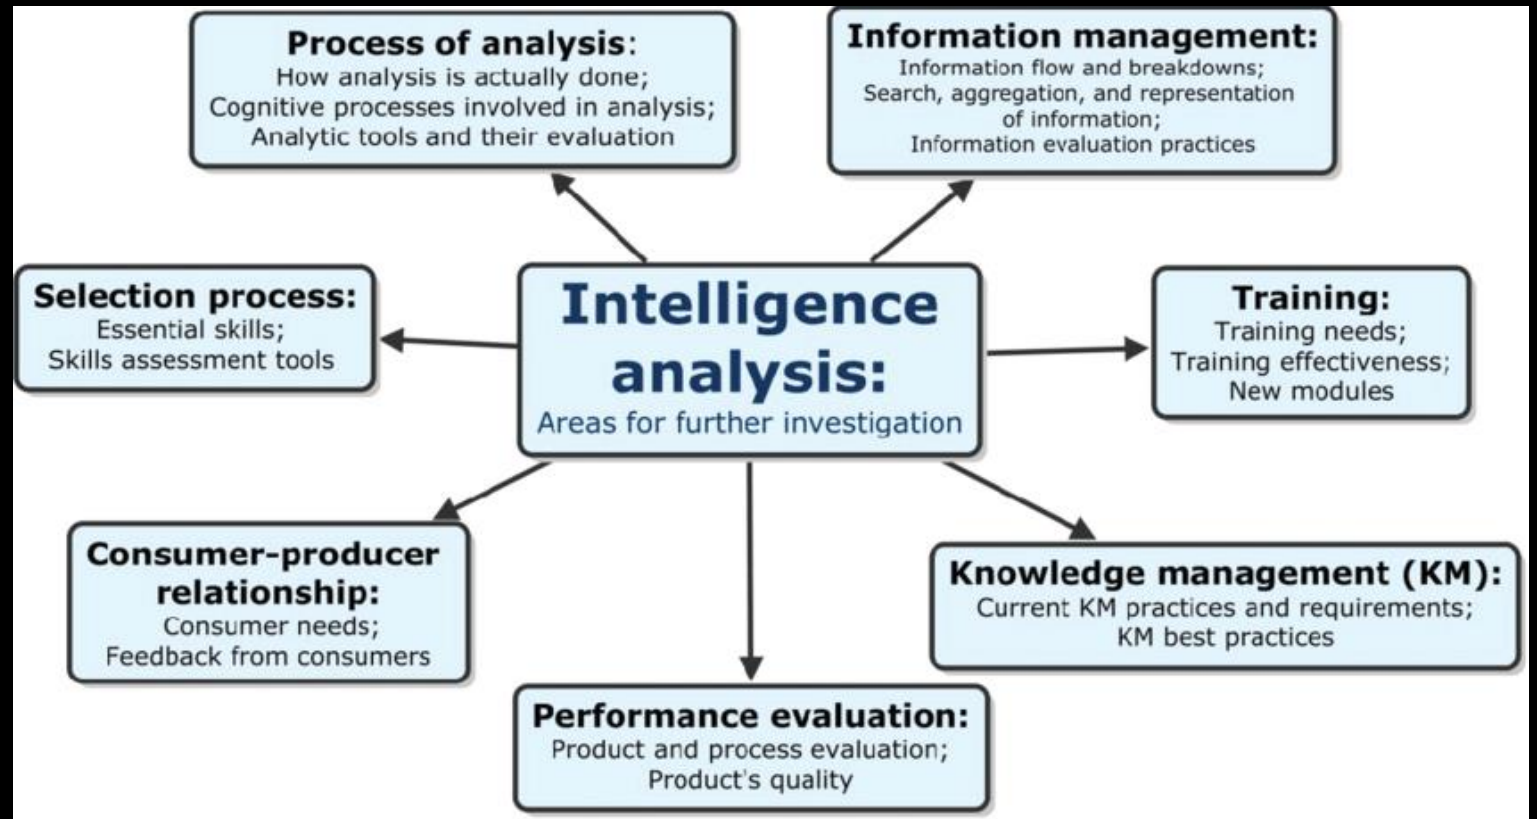 Process of analysis:
How analysis is actually done;
Cognitive processes involved in analysis;
Analytic tools and their evaluation
Information management:
Information flow and breakdowns;
Search, aggregation, and representation
of information;
Information evaluation practices
Selection process:
Essential skills;
Skills assessment tools
Intelligence
analysis:
Areas for further investigation
Training:
Training needs;
Training effectiveness;
New modules
Consumer-producer
relationship:
Consumer needs;
Feedback from consumers
Knowledge management (KM):
Current KM practices and requirements;
KM best practices
Performance evaluation:
Product and process evaluation;
Product's quality